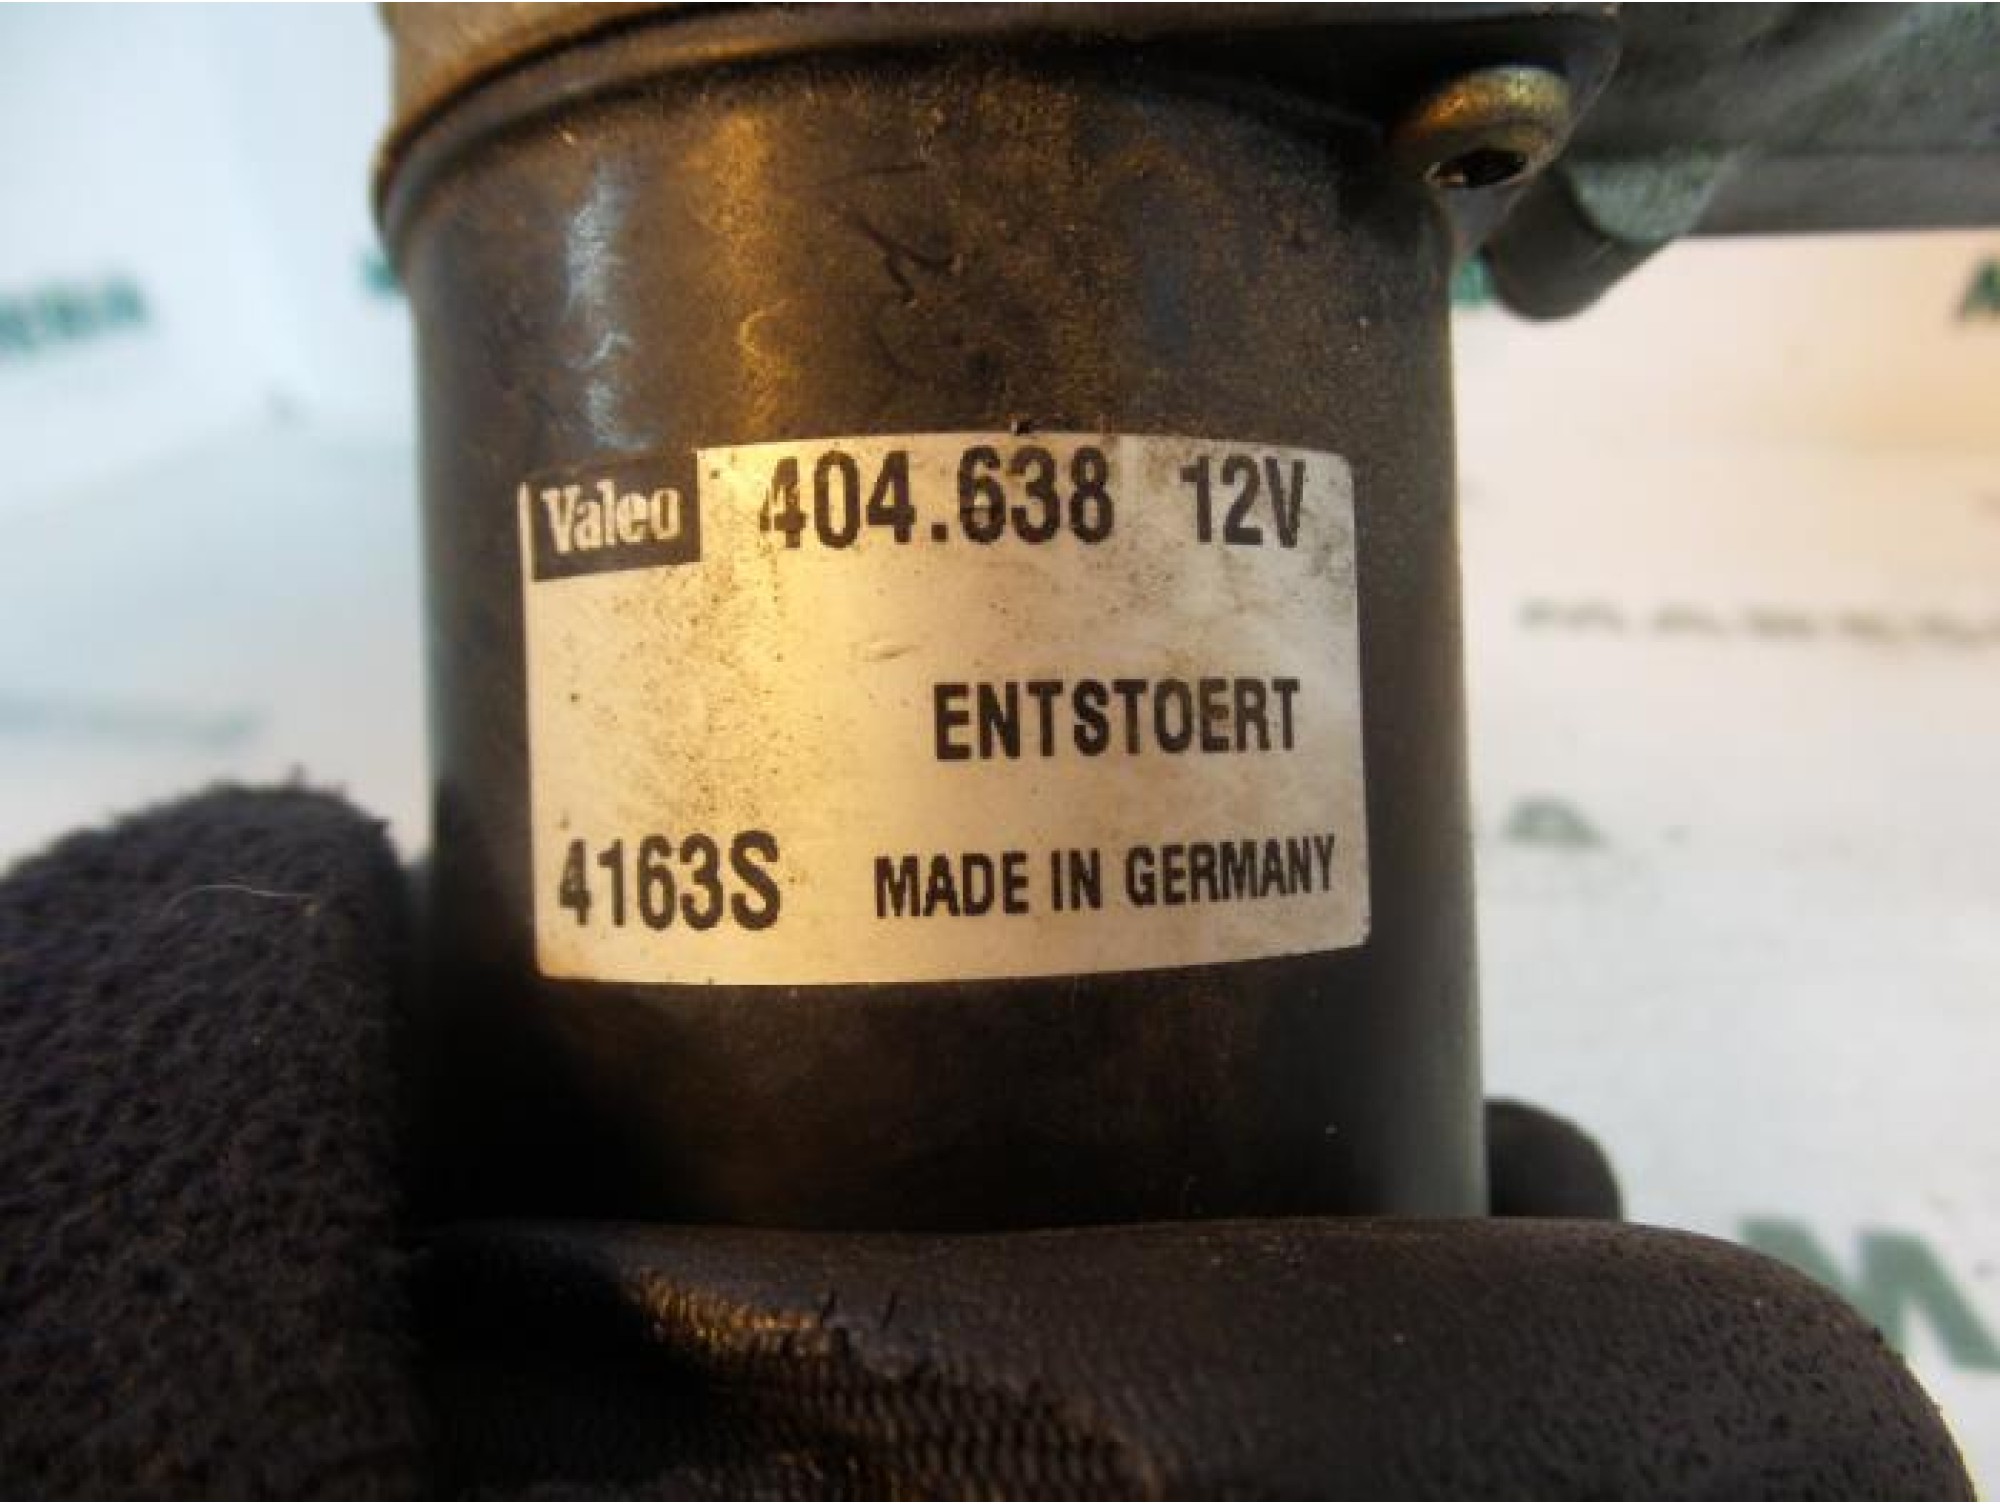 Valeo 404.638 12V
ENTSTOERT
4163S MADE IN GERMANY